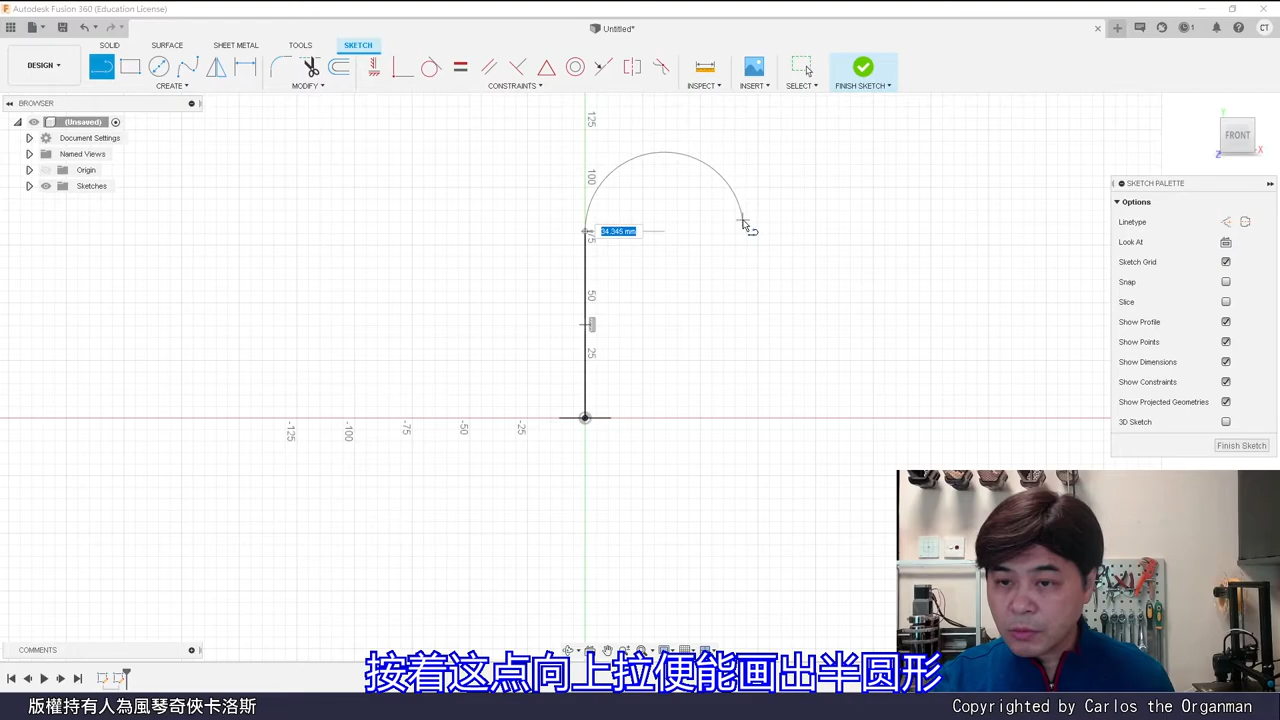 Autodesk Fusion 360 (Education License)
Untitled*
1
CT
DESIGN
SOLID
SURFACE
SHEET METAL
TOOLS
SKETCH
CREATE
MODIFY
CONSTRAINTS
INSPECT
INSERT
SELECT
FINISH SKETCH
BROWSER
(Unsaved)
Document Settings
Named Views
Origin
Sketches
125
100
75
50
25
34.345 mm
-125
-100
-75
-50
-25
Y
FRONT
X
Z
SKETCH PALETTE
Options
Linetype
Look At
Sketch Grid
Snap
Slice
Show Profile
Show Points
Show Dimensions
Show Constraints
Show Projected Geometries
3D Sketch
Finish Sketch
COMMENTS
按着这点向上拉便能画出半圆形
版權持有人為風琴奇俠卡洛斯
Copyrighted by Carlos the Organman